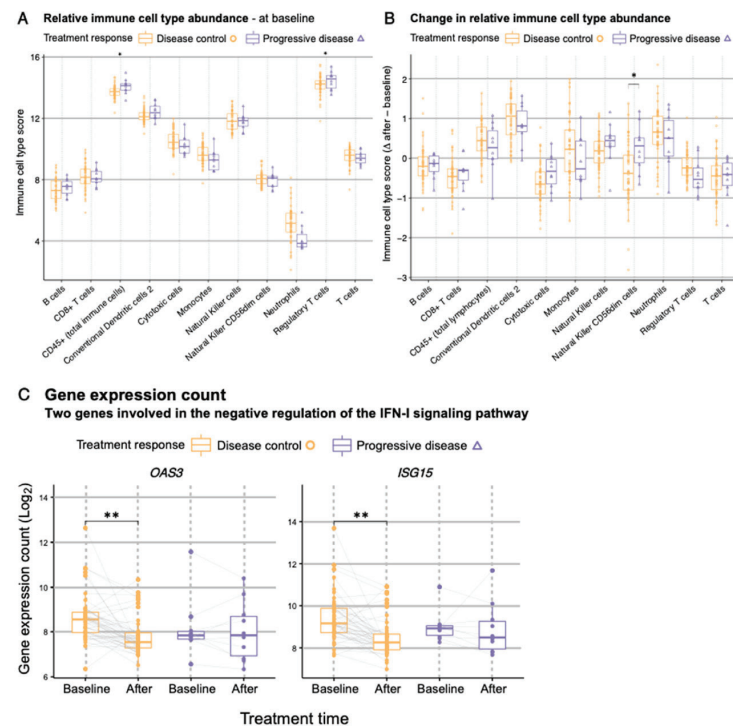 A Relative immune cell type abundance - at baseline
Treatment response Disease control Progressive disease
Immune cell type score
16
12
8
4
B cells
CD8+ T cells
CD45+ (total immune cells)
Conventional Dendritic cells 2
Cytotoxic cells
Monocytes
Natural Killer cells
Natural Killer CD56dim cells
Neutrophils
Regulatory T cells
T cells
*
*
B Change in relative immune cell type abundance
Treatment response Disease control Progressive disease
Immune cell type score (Δ after – baseline)
2
1
0
−1
−2
−3
B cells
CD8+ T cells
CD45+ (total lymphocytes)
Conventional Dendritic cells 2
Cytotoxic cells
Monocytes
Natural Killer cells
Natural Killer CD56dim cells
Neutrophils
Regulatory T cells
T cells
*
C Gene expression count
Two genes involved in the negative regulation of the IFN-I signaling pathway
Treatment response Disease control Progressive disease
OAS3
ISG15
Gene expression count (Log2)
14
12
10
8
6
**
14
12
10
8
**
Baseline After Baseline After
Baseline After Baseline After
Treatment time